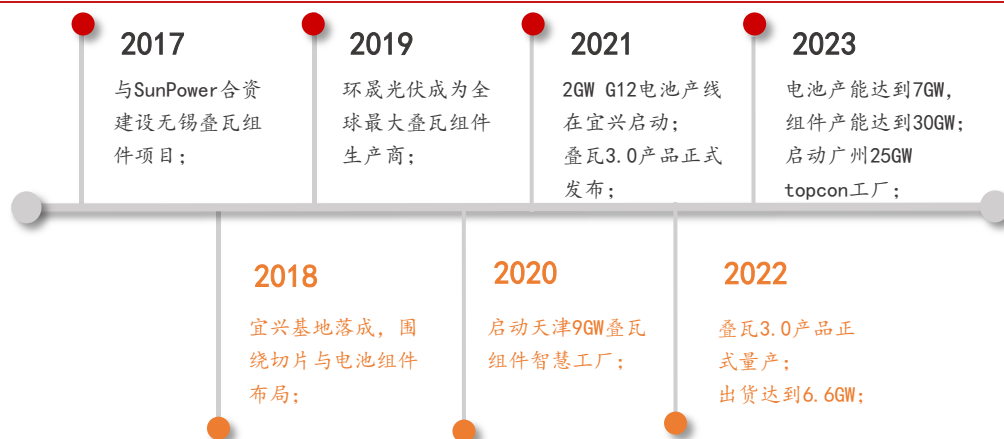 2017
与SunPower合资
建设无锡叠瓦组
件项目；
2019
环晟光伏成为全
球最大叠瓦组件
生产商；
2021
2GW G12电池产线
在宜兴启动；
叠瓦3.0产品正式
发布；
2023
电池产能达到7GW，
组件产能达到30GW；
启动广州25GW
topcon工厂；
2018
宜兴基地落成，围
绕切片与电池组件
布局；
2020
启动天津9GW叠瓦
组件智慧工厂；
2022
叠瓦3.0产品正
式量产；
出货达到6.6GW；